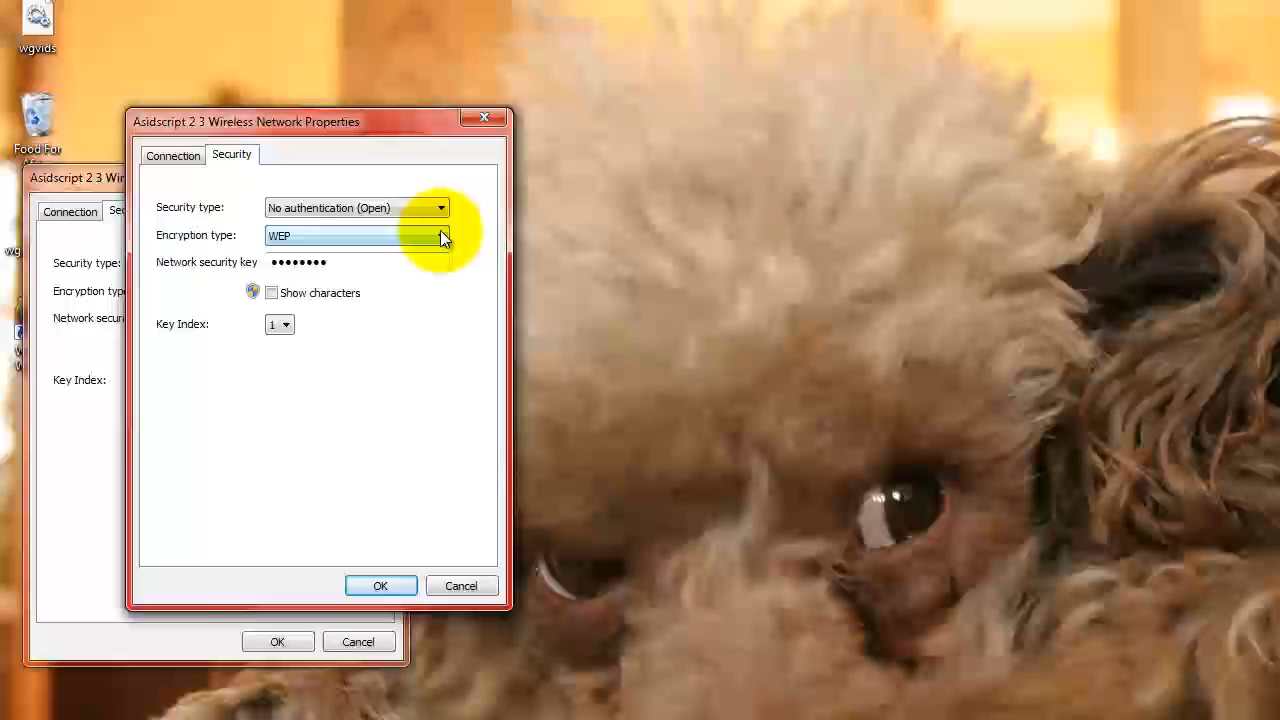 wgvids
Food For
Asidscript 2 3 Wireless Network Properties
Connection
Security
Security type:
No authentication (Open)
Encryption type:
WEP
Network security key
••••••••
Show characters
Key Index:
1
OK
Cancel
Asidscript 2 3 Wir
Connection
Security type:
Encryption type
Network securi
Key Index:
OK
Cancel